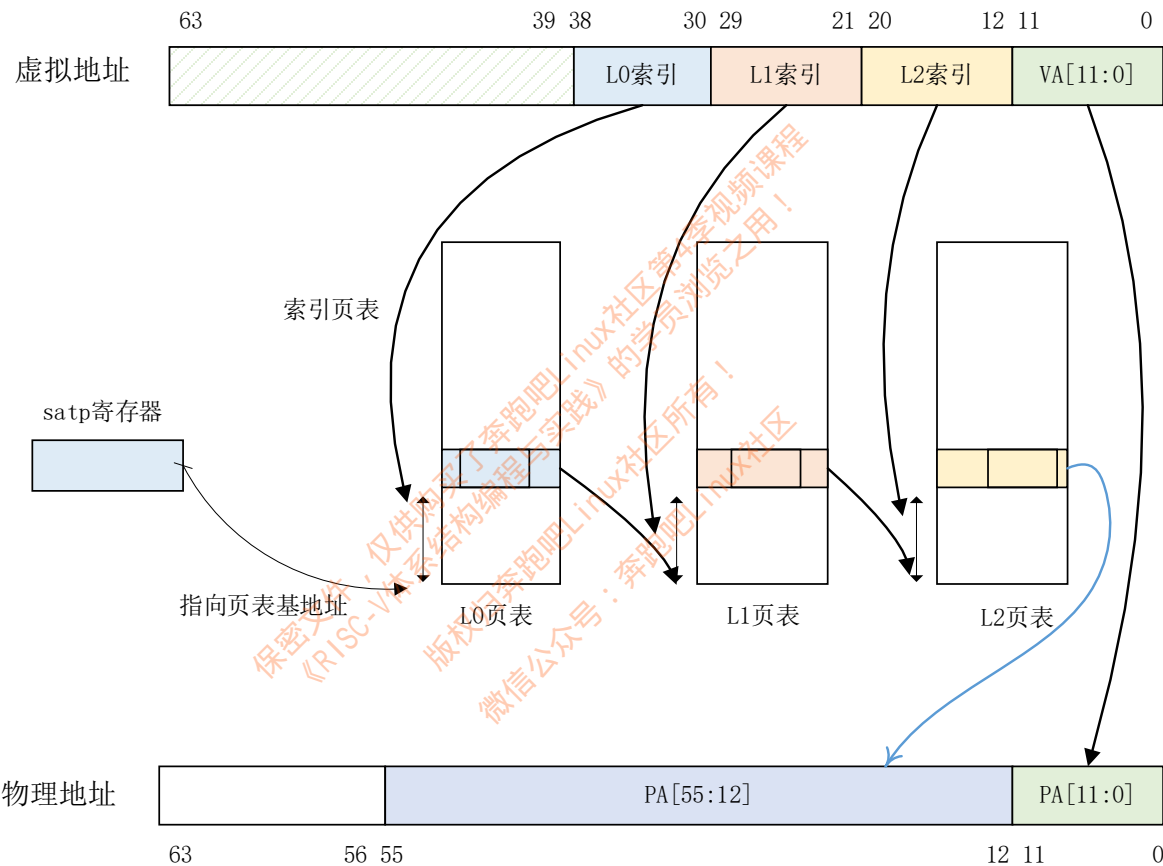 63 39 38 30 29 21 20 12 11 0
虚拟地址
L0索引
L1索引
L2索引
VA[11:0]
索引页表
satp寄存器
指向页表基地址
L0页表
L1页表
L2页表
保密文件，仅供购买了奔跑吧Linux社区第4季视频课程
《RISC-V体系结构编程与实践》的学员浏览之用！
版权归奔跑吧Linux社区所有！
微信公众号：奔跑吧Linux社区
物理地址
PA[55:12]
PA[11:0]
63 56 55 12 11 0